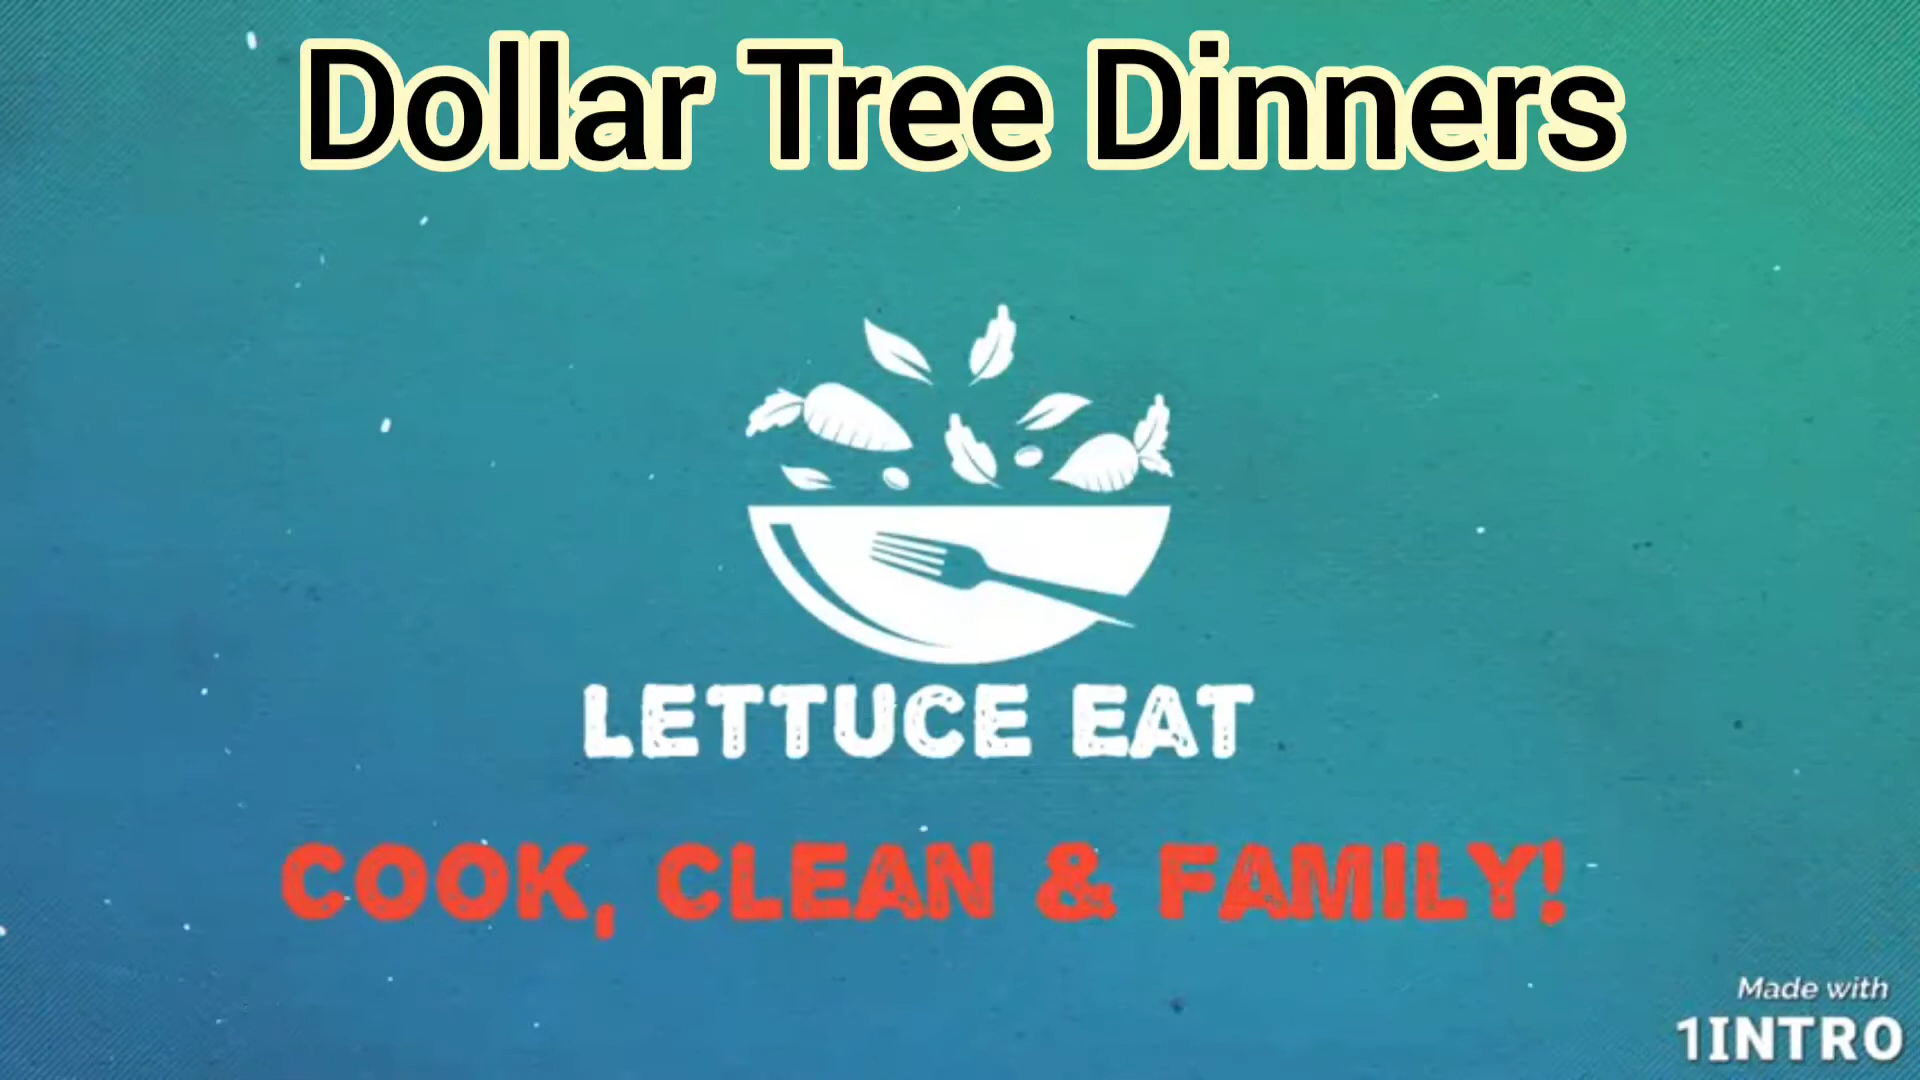 Dollar Tree Dinners
LETTUCE EAT
COOK, CLEAN & FAMILY!
Made with
1INTRO